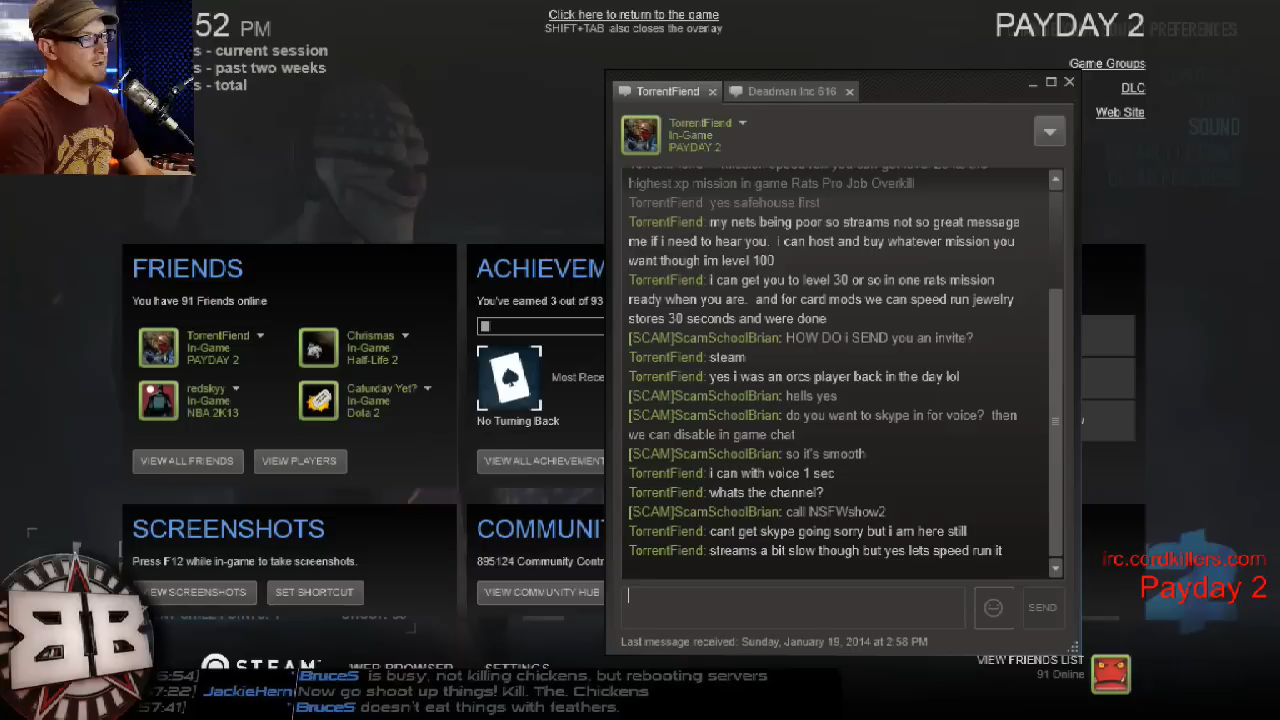 52 PM
s - current session
s - past two weeks
s - total
Click here to return to the game
SHIFT+TAB also closes the overlay
PAYDAY 2
PREFERENCES
Game Groups
DLC
Web Site
SOUND
TorrentFiend
Deadman Inc 616
TorrentFiend
In-Game
PAYDAY 2
highest xp mission in game Rats Pro Job Overkill
TorrentFiend: yes safehouse first
TorrentFiend: my nets being poor so streams not so great message
me if i need to hear you. i can host and buy whatever mission you
want though im level 100
TorrentFiend: i can get you to level 30 or so in one rats mission
ready when you are. and for card mods we can speed run jewelry
stores 30 seconds and were done
[SCAM]ScamSchoolBrian: HOW DO i SEND you an invite?
TorrentFiend: steam
TorrentFiend: yes i was an orcs player back in the day lol
[SCAM]ScamSchoolBrian: hells yes
[SCAM]ScamSchoolBrian: do you want to skype in for voice? then
we can disable in game chat
[SCAM]ScamSchoolBrian: so it's smooth
TorrentFiend: i can with voice 1 sec
TorrentFiend: whats the channel?
[SCAM]ScamSchoolBrian: call NSFWshow2
TorrentFiend: cant get skype going sorry but i am here still
TorrentFiend: streams a bit slow though but yes lets speed run it
SEND
Last message received: Sunday, January 19, 2014 at 2:56 PM
FRIENDS
You have 91 Friends online
TorrentFiend
In-Game
PAYDAY 2
Chrismas
In-Game
Half-Life 2
redskyy
In-Game
NBA 2K13
Caturday Yet?
In-Game
Dota 2
VIEW ALL FRIENDS
VIEW PLAYERS
ACHIEVEM
You've earned 3 out of 93
Most Rece
No Turning Back
VIEW ALL ACHIEVEMENT
SCREENSHOTS
Press F12 while in-game to take screenshots.
VIEW SCREENSHOTS
SET SHORTCUT
COMMUNI
895124 Community Contri
VIEW COMMUNITY HUB
irc.cordkillers.com
Payday 2
VIEW FRIENDS LIST
91 Online
BB
STEAM
WEB BROWSER
SETTINGS
6:54) BruceS is busy, not killing chickens, but rebooting servers
7:22) JackieHern Now go shoot up things! Kill. The. Chickens
57:41) BruceS doesn't eat things with feathers.